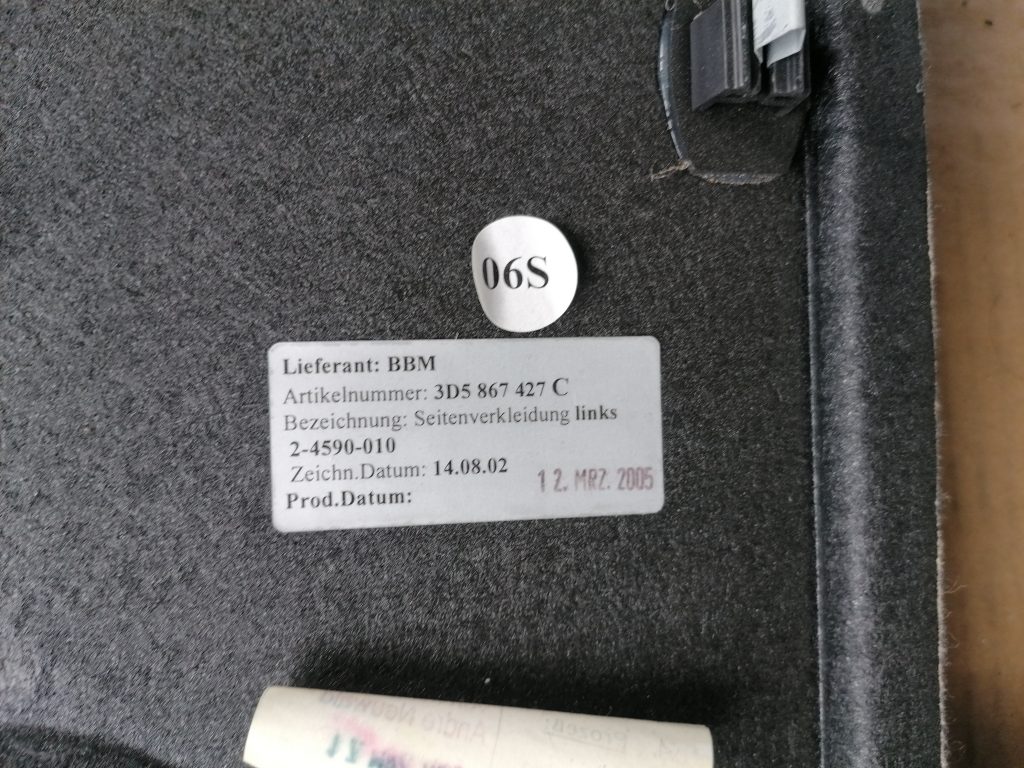 06S
Lieferant: BBM
Artikelnummer: 3D5 867 427 C
Bezeichnung: Seitenverkleidung links
2-4590-010
Zeichn.Datum: 14.08.02
Prod.Datum: 12. MRZ. 2005